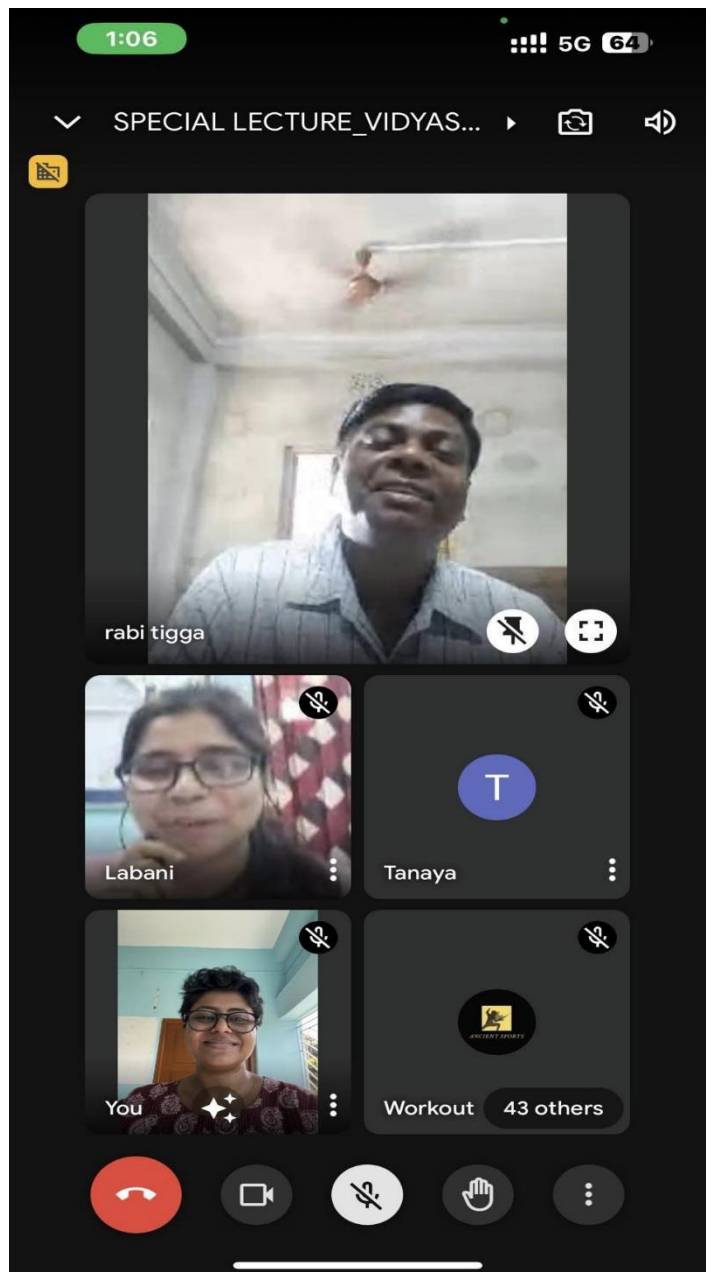 1:06 5G 64
SPECIAL LECTURE_VIDYAS...
rabi tigga
T
Labani
Tanaya
ANCIENT SPORTS
You
Workout 43 others